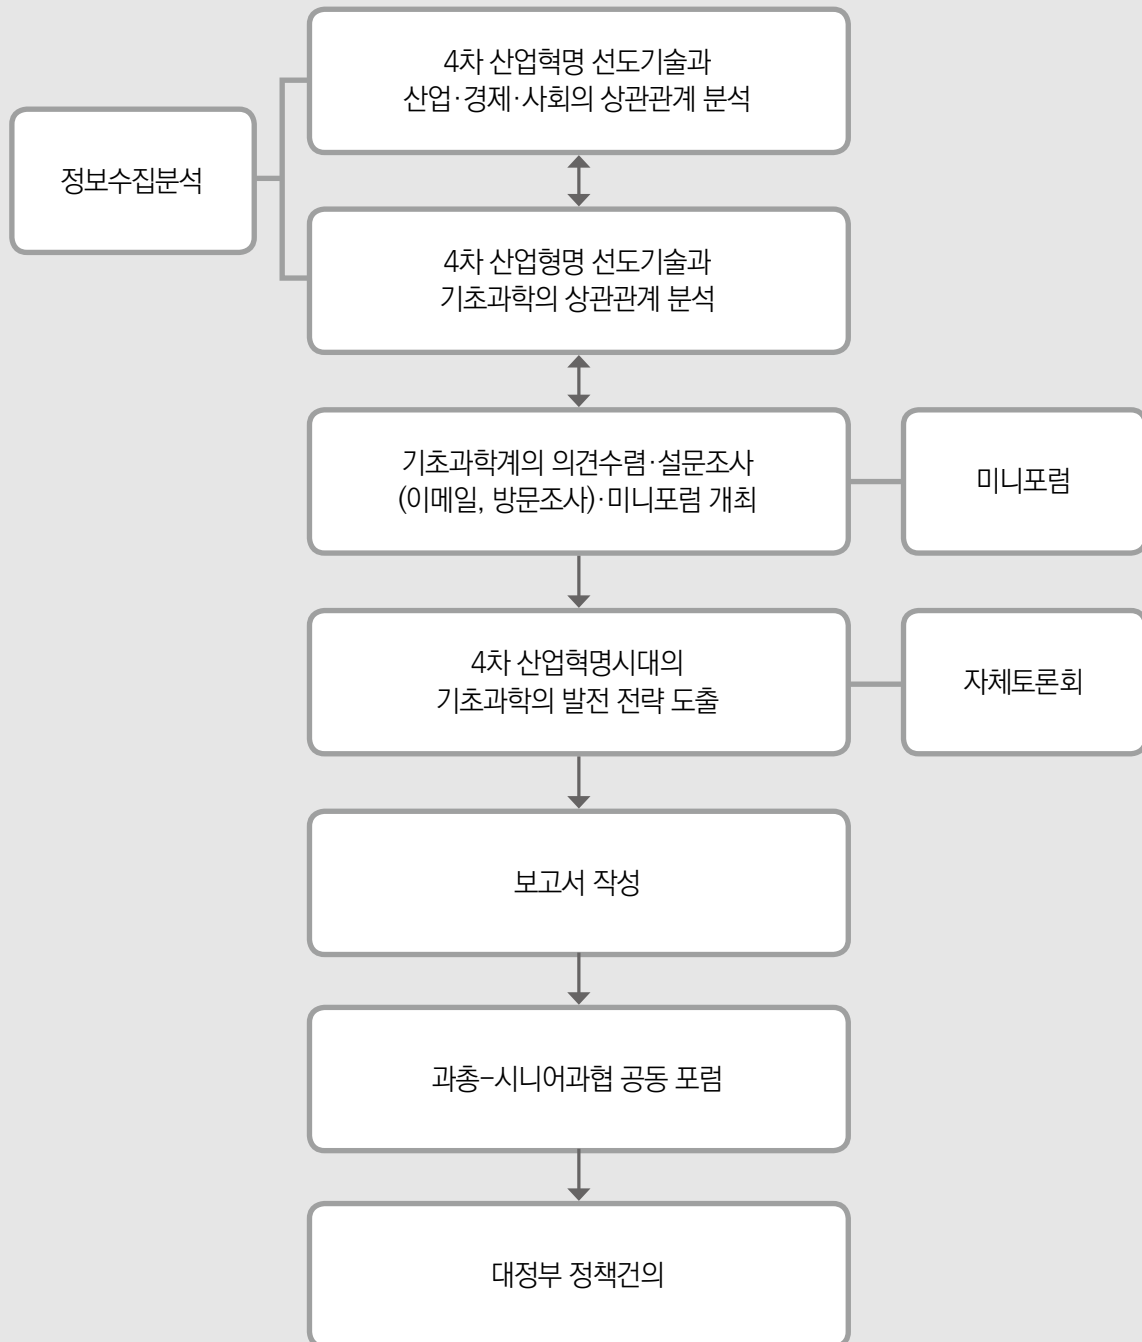 4차 산업혁명 선도기술과
산업·경제·사회의 상관관계 분석
정보수집분석
4차 산업형명 선도기술과
기초과학의 상관관계 분석
기초과학계의 의견수렴·설문조사
(이메일, 방문조사)·미니포럼 개최
미니포럼
4차 산업혁명시대의
기초과학의 발전 전략 도출
자체토론회
보고서 작성
과총-시니어과협 공동 포럼
대정부 정책건의